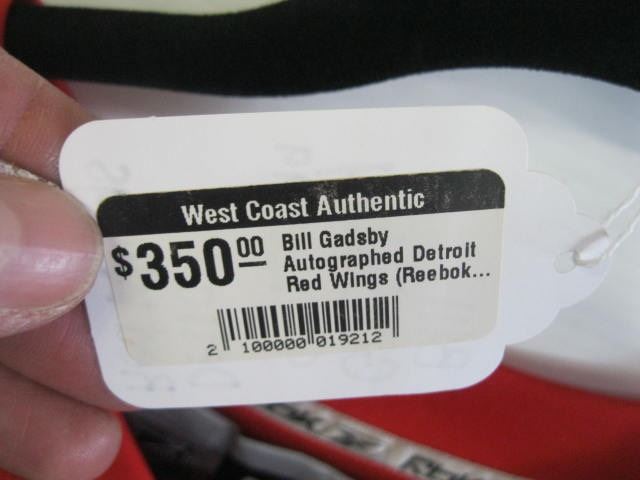 West Coast Authentic
$350.00 Bill Gadsby
Autographed Detroit
Red Wings (Reebok...
2 100000 019212